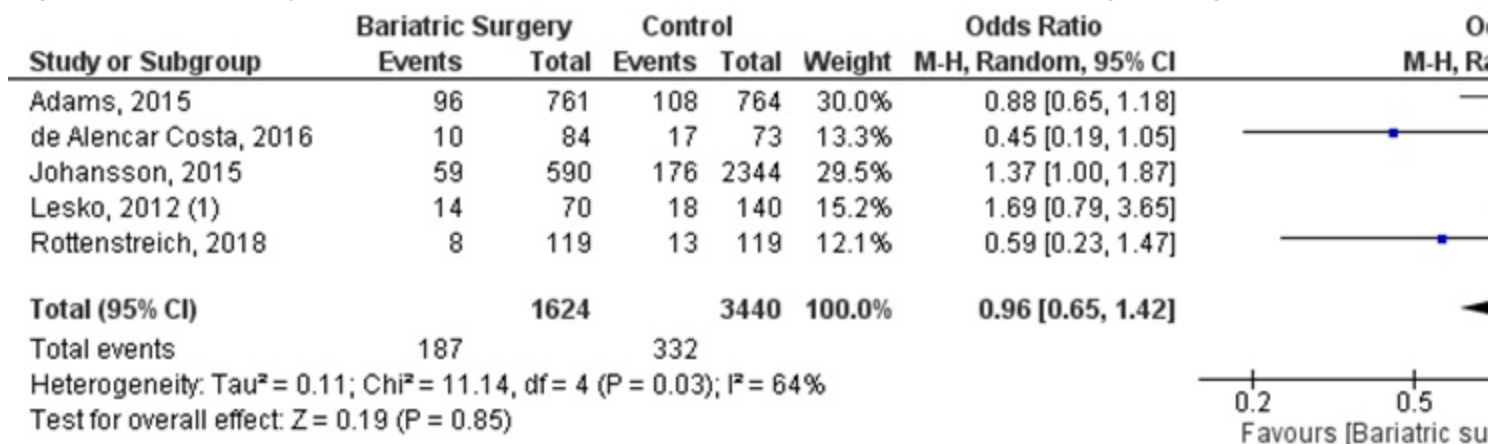 Bariatric Surgery Control Odds Ratio
Study or Subgroup Events Total Events Total Weight M-H, Random, 95% CI M-H,
Adams, 2015 96 761 108 764 30.0% 0.88 [0.65, 1.18]
de Alencar Costa, 2016 10 84 17 73 13.3% 0.45 [0.19, 1.05]
Johansson, 2015 59 590 176 2344 29.5% 1.37 [1.00, 1.87]
Lesko, 2012 (1) 14 70 18 140 15.2% 1.69 [0.79, 3.65]
Rottenstreich, 2018 8 119 13 119 12.1% 0.59 [0.23, 1.47]
Total (95% CI) 1624 3440 100.0% 0.96 [0.65, 1.42]
Total events 187 332
Heterogeneity: Tau² = 0.11; Chi² = 11.14, df = 4 (P = 0.03); I² = 64%
Test for overall effect: Z = 0.19 (P = 0.85)
0.2 0.5
Favours [Bariatric su